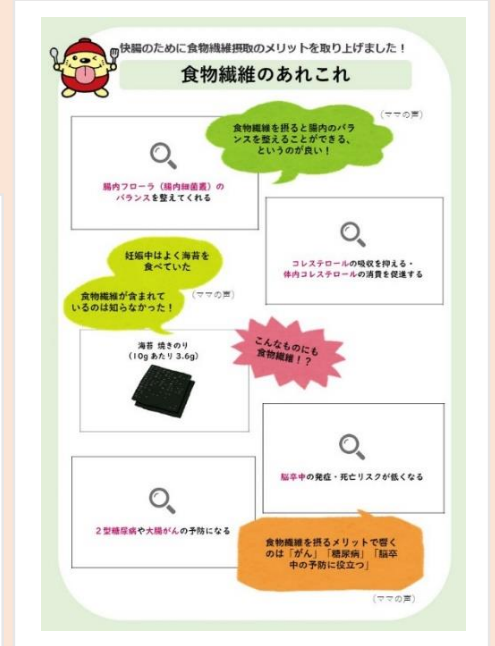 快腸のために食物繊維摂取のメリットを取り上げました！
食物繊維のあれこれ
（ママの声）
食物繊維を摂ると腸内のバラ
ンスを整えることができる、
というのが良い！
腸内フローラ（腸内細菌叢）の
バランスを整えてくれる
コレステロールの吸収を抑える・
体内コレステロールの消費を促進する
妊娠中はよく海苔を
食べていた
食物繊維が含まれて
いるのは知らなかった！
（ママの声）
海苔 焼きのり
（10gあたり3.6g）
こんなものにも
食物繊維！？
脳卒中の発症・死亡リスクが低くなる
２型糖尿病や大腸がんの予防になる
食物繊維を摂るメリットで響く
のは「がん」「糖尿病」「脳卒
中の予防に役立つ」
（ママの声）